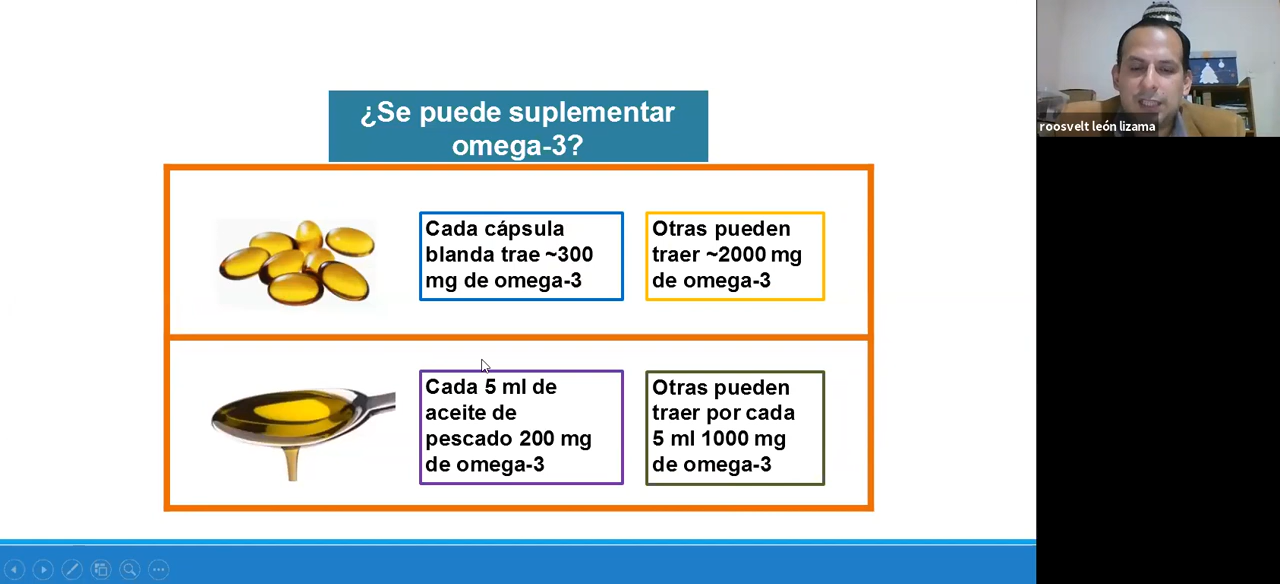 ¿Se puede suplementar
omega-3?
Cada cápsula
blanda trae ~300
mg de omega-3
Otras pueden
traer ~2000 mg
de omega-3
Cada 5 ml de
aceite de
pescado 200 mg
de omega-3
Otras pueden
traer por cada
5 ml 1000 mg
de omega-3
roosvelt león lizama